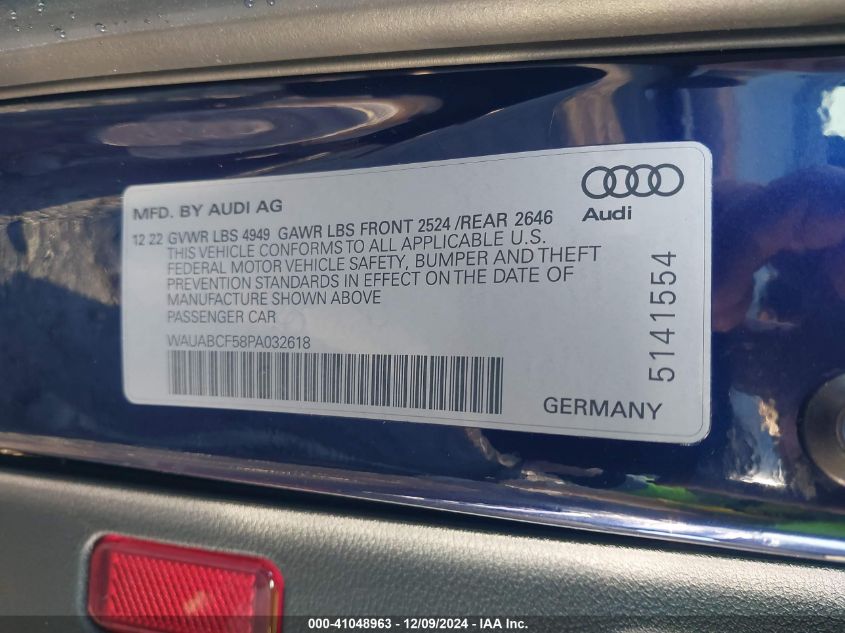 MFD. BY AUDI AG
Audi
12 22 GVWR LBS 4949 GAWR LBS FRONT 2524 /REAR 2646
THIS VEHICLE CONFORMS TO ALL APPLICABLE U.S.
FEDERAL MOTOR VEHICLE SAFETY, BUMPER AND THEFT
PREVENTION STANDARDS IN EFFECT ON THE DATE OF
MANUFACTURE SHOWN ABOVE
PASSENGER CAR
WAUABCF58PA032618
5141554
GERMANY
000-41048963 - 12/09/2024 - IAA Inc.